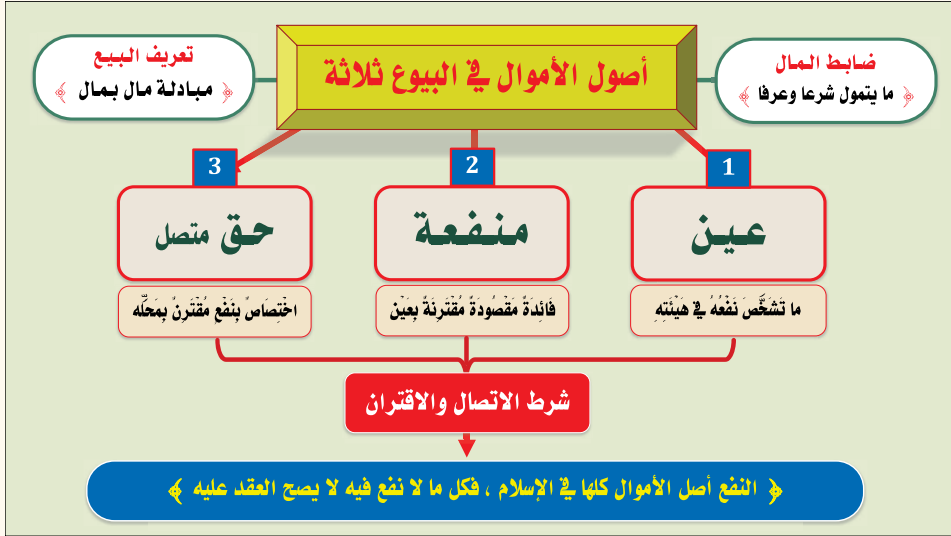 أصول الأموال في البيوع ثلاثة
ضابط المال
﴿ ما يتمول شرعا وعرفا ﴾
تعريف البيع
﴿ مبادلة مال بمال ﴾
1
عين
ما تَشَخَّصَ نَفْعُهُ في هَيْئَتِهِ
2
منفعة
فائِدَةٌ مَقْصُودَةٌ مُقْتَرِنَةٌ بِعَيْن
3
حق متصل
اخْتِصَاصٌ بِنَفْعٍ مُقْتَرِنٌ بِمَحلِّه
شرط الاتصال والاقتران
﴿ النفع أصل الأموال كلها في الإسلام ، فكل ما لا نفع فيه لا يصح العقد عليه ﴾